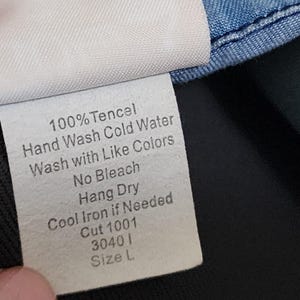 100%Tencel
Hand Wash Cold Water
Wash with Like Colors
No Bleach
Hang Dry
Cool Iron if Needed
Cut 1001
3040 I
Size L